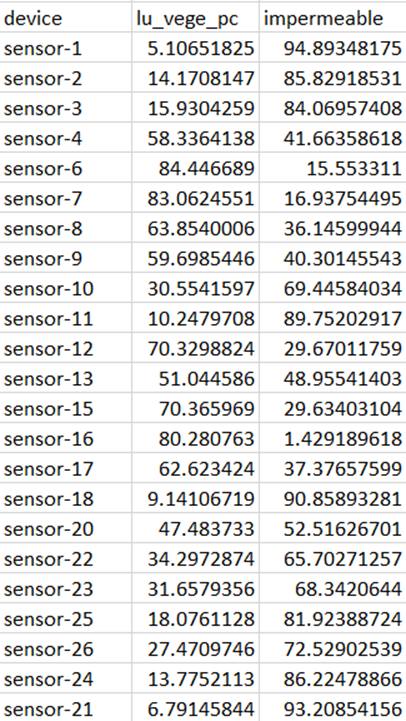 device lu_vege_pc impermeable
sensor-1 5.10651825 94.89348175
sensor-2 14.1708147 85.82918531
sensor-3 15.9304259 84.06957408
sensor-4 58.3364138 41.66358618
sensor-6 84.446689 15.553311
sensor-7 83.0624551 16.93754495
sensor-8 63.8540006 36.14599944
sensor-9 59.6985446 40.30145543
sensor-10 30.5541597 69.44584034
sensor-11 10.2479708 89.75202917
sensor-12 70.3298824 29.67011759
sensor-13 51.044586 48.95541403
sensor-15 70.365969 29.63403104
sensor-16 80.280763 1.429189618
sensor-17 62.623424 37.37657599
sensor-18 9.14106719 90.85893281
sensor-20 47.483733 52.51626701
sensor-22 34.2972874 65.70271257
sensor-23 31.6579356 68.3420644
sensor-25 18.0761128 81.92388724
sensor-26 27.4709746 72.52902539
sensor-24 13.7752113 86.22478866
sensor-21 6.79145844 93.20854156